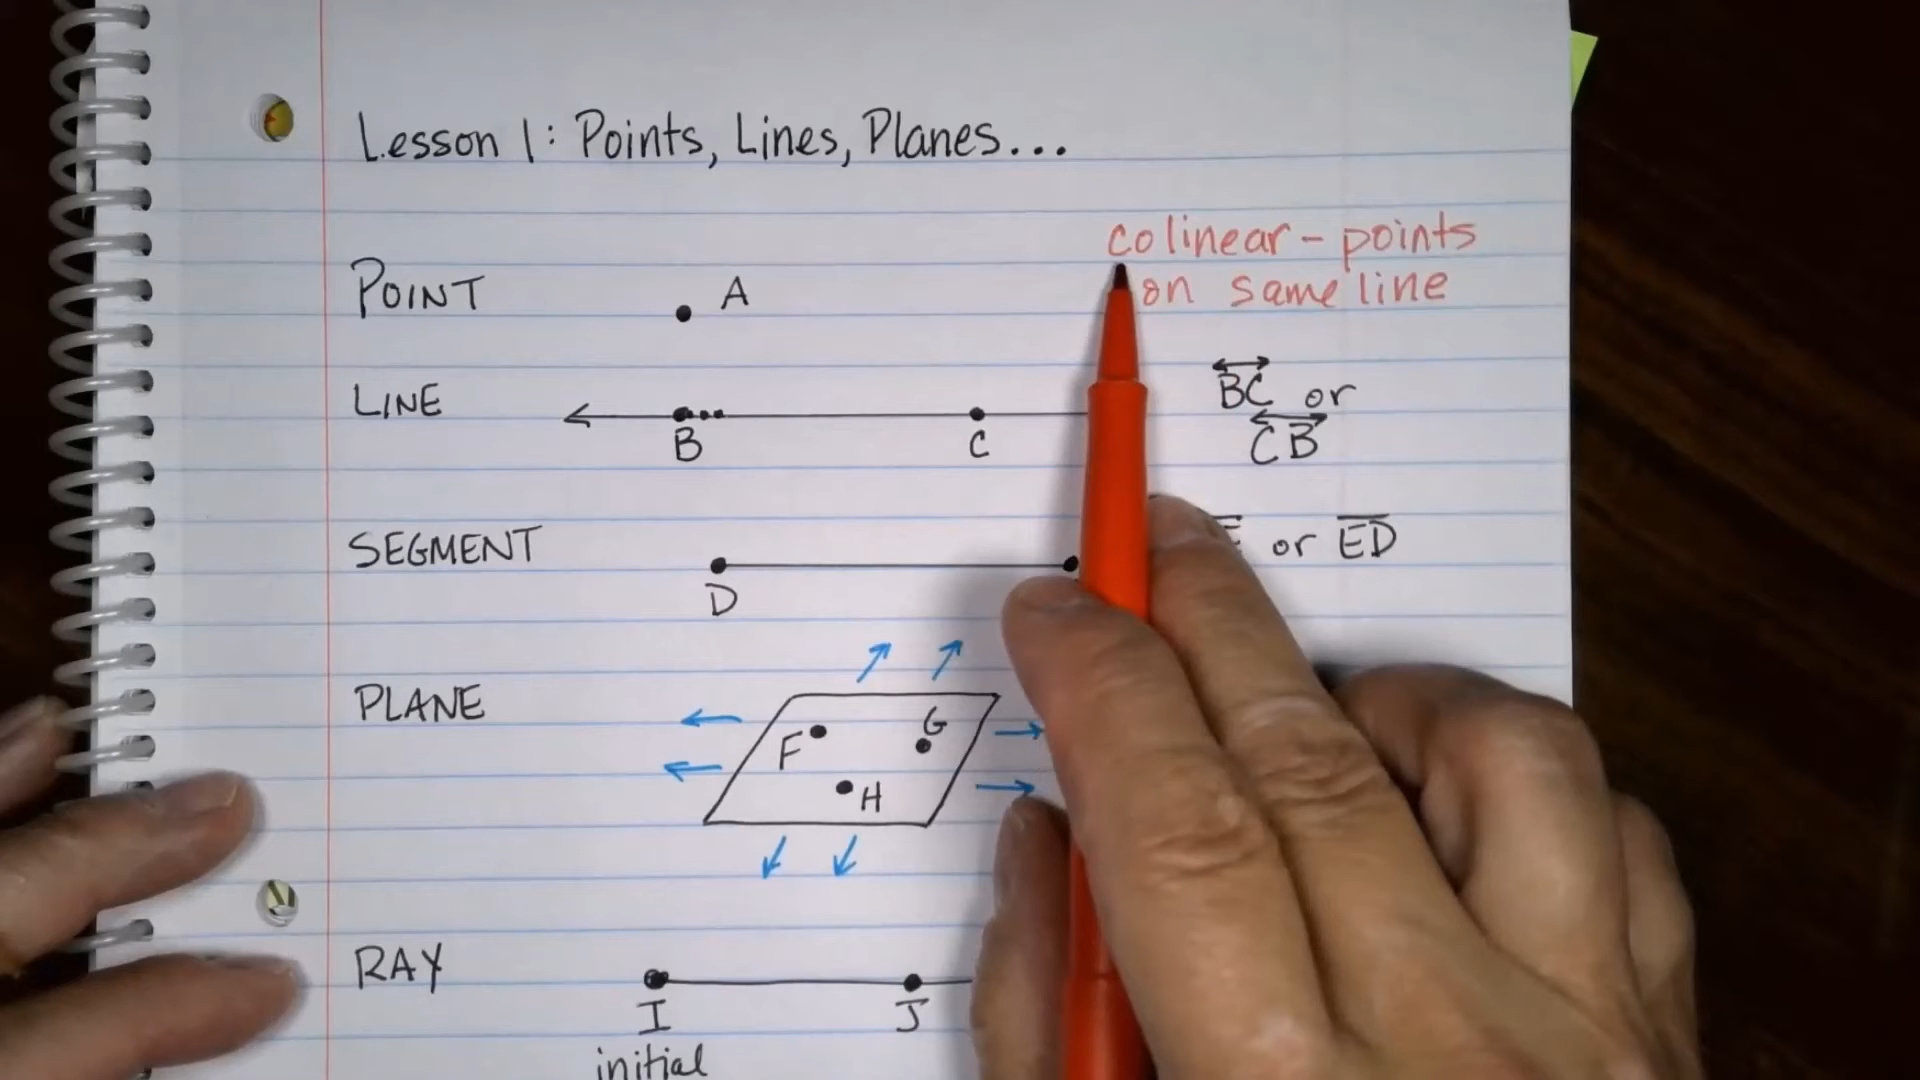 Lesson 1: Points, Lines, Planes...
colinear - points
on same line
POINT
A
LINE
B
C
BC or
CB
SEGMENT
D
E or ED
PLANE
F
G
H
RAY
I
J
initial